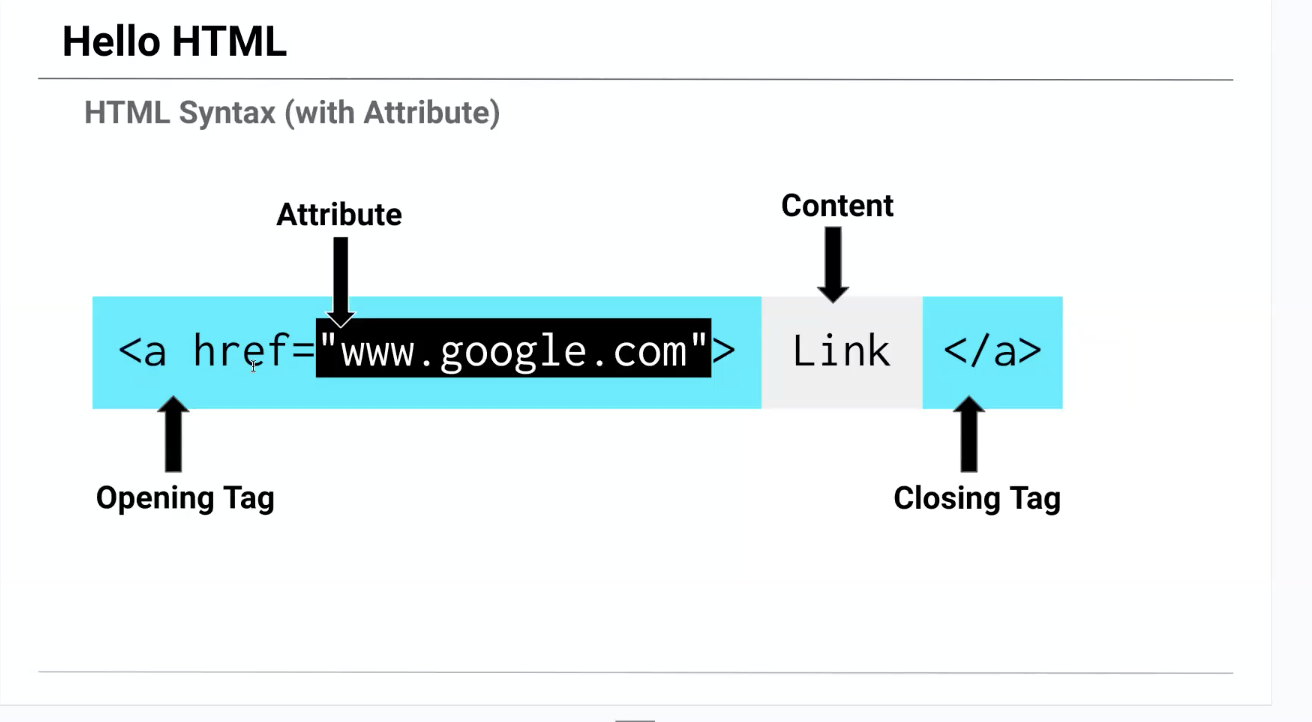 Hello HTML
HTML Syntax (with Attribute)
Attribute
Content
<a href="www.google.com"> Link </a>
Opening Tag
Closing Tag